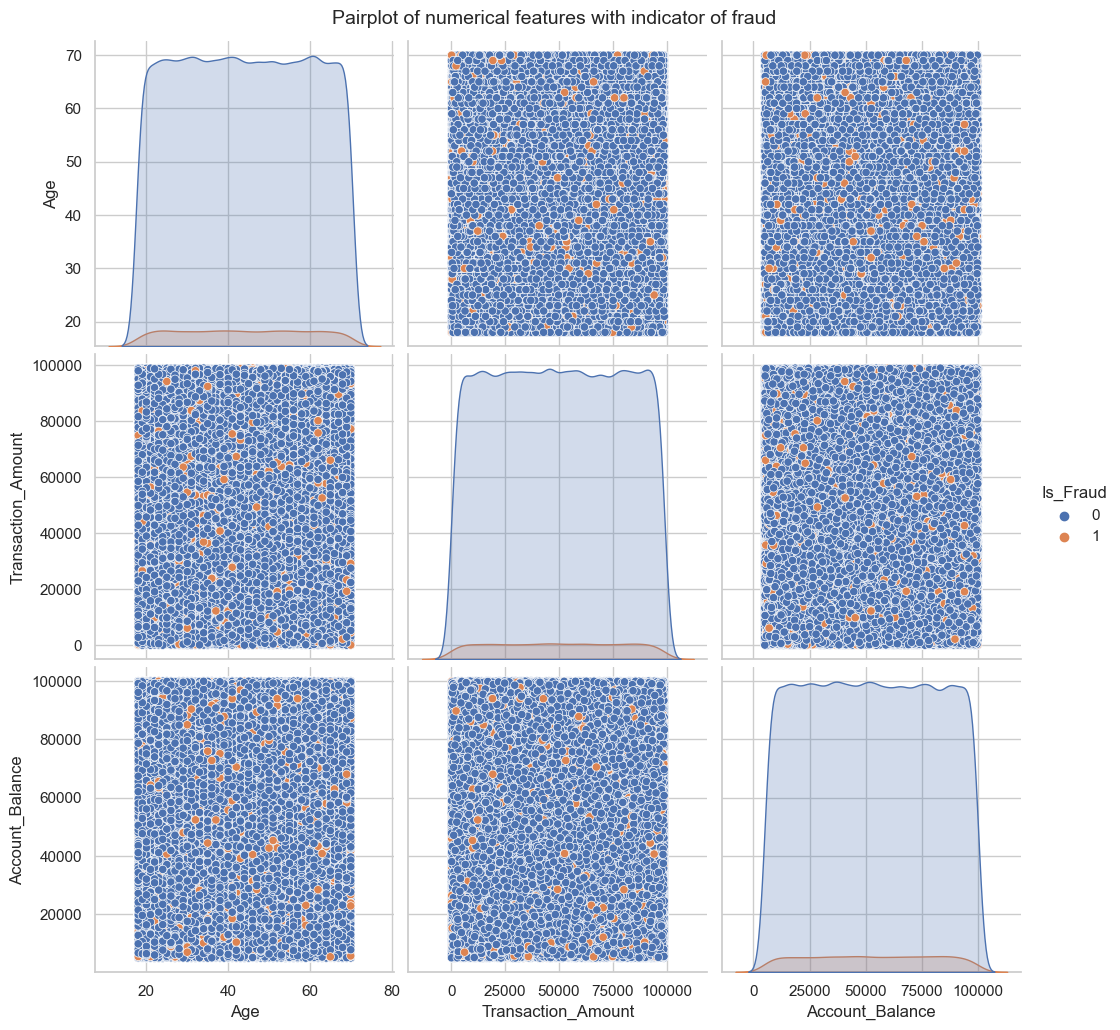 Pairplot of numerical features with indicator of fraud
70
60
50
40
30
20
Age
100000
80000
60000
40000
20000
0
Transaction_Amount
Is_Fraud
0
1
100000
80000
60000
40000
20000
Account_Balance
20 40 60 80
0 25000 50000 75000 100000
0 25000 50000 75000 100000
Age
Transaction_Amount
Account_Balance